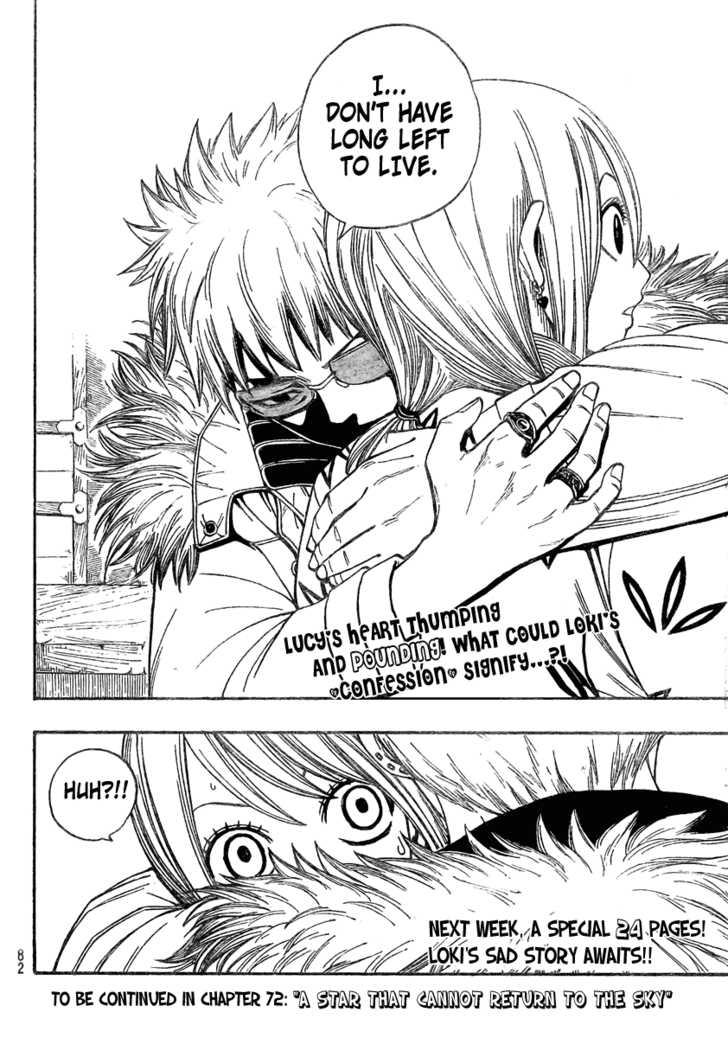 I...
DON'T HAVE
LONG LEFT
TO LIVE.
LUCY'S HEART THUMPING
AND POUNDING! WHAT COULD LOKI'S
"CONFESSION" SIGNIFY...?!
HUH?!!
NEXT WEEK, A SPECIAL 24 PAGES!
LOKI'S SAD STORY AWAITS!!
82
TO BE CONTINUED IN CHAPTER 72: "A STAR THAT CANNOT RETURN TO THE SKY"